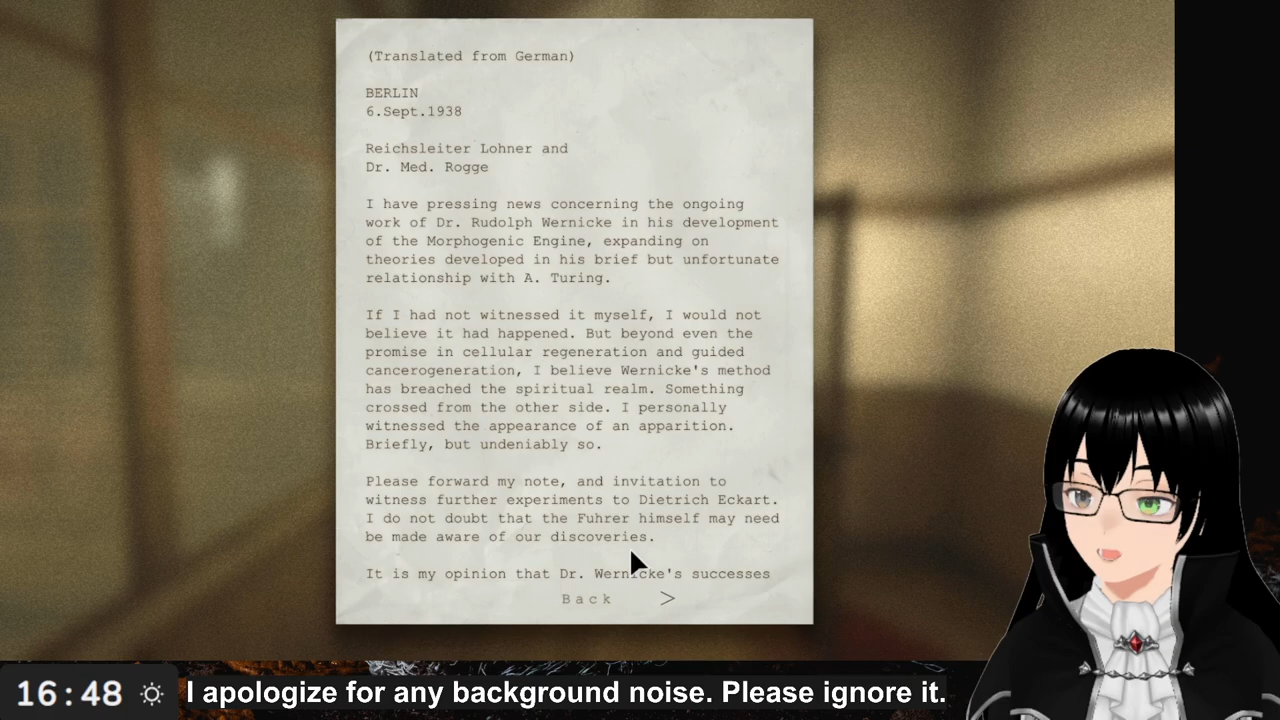 (Translated from German)
BERLIN
6.Sept.1938
Reichsleiter Lohner and
Dr. Med. Rogge
I have pressing news concerning the ongoing
work of Dr. Rudolph Wernicke in his development
of the Morphogenic Engine, expanding on
theories developed in his brief but unfortunate
relationship with A. Turing.
If I had not witnessed it myself, I would not
believe it had happened. But beyond even the
promise in cellular regeneration and guided
cancerogeneration, I believe Wernicke's method
has breached the spiritual realm. Something
crossed from the other side. I personally
witnessed the appearance of an apparition.
Briefly, but undeniably so.
Please forward my note, and invitation to
witness further experiments to Dietrich Eckart.
I do not doubt that the Fuhrer himself may need
be made aware of our discoveries.
It is my opinion that Dr. Wernicke's successes
Back >
16:48 I apologize for any background noise. Please ignore it.